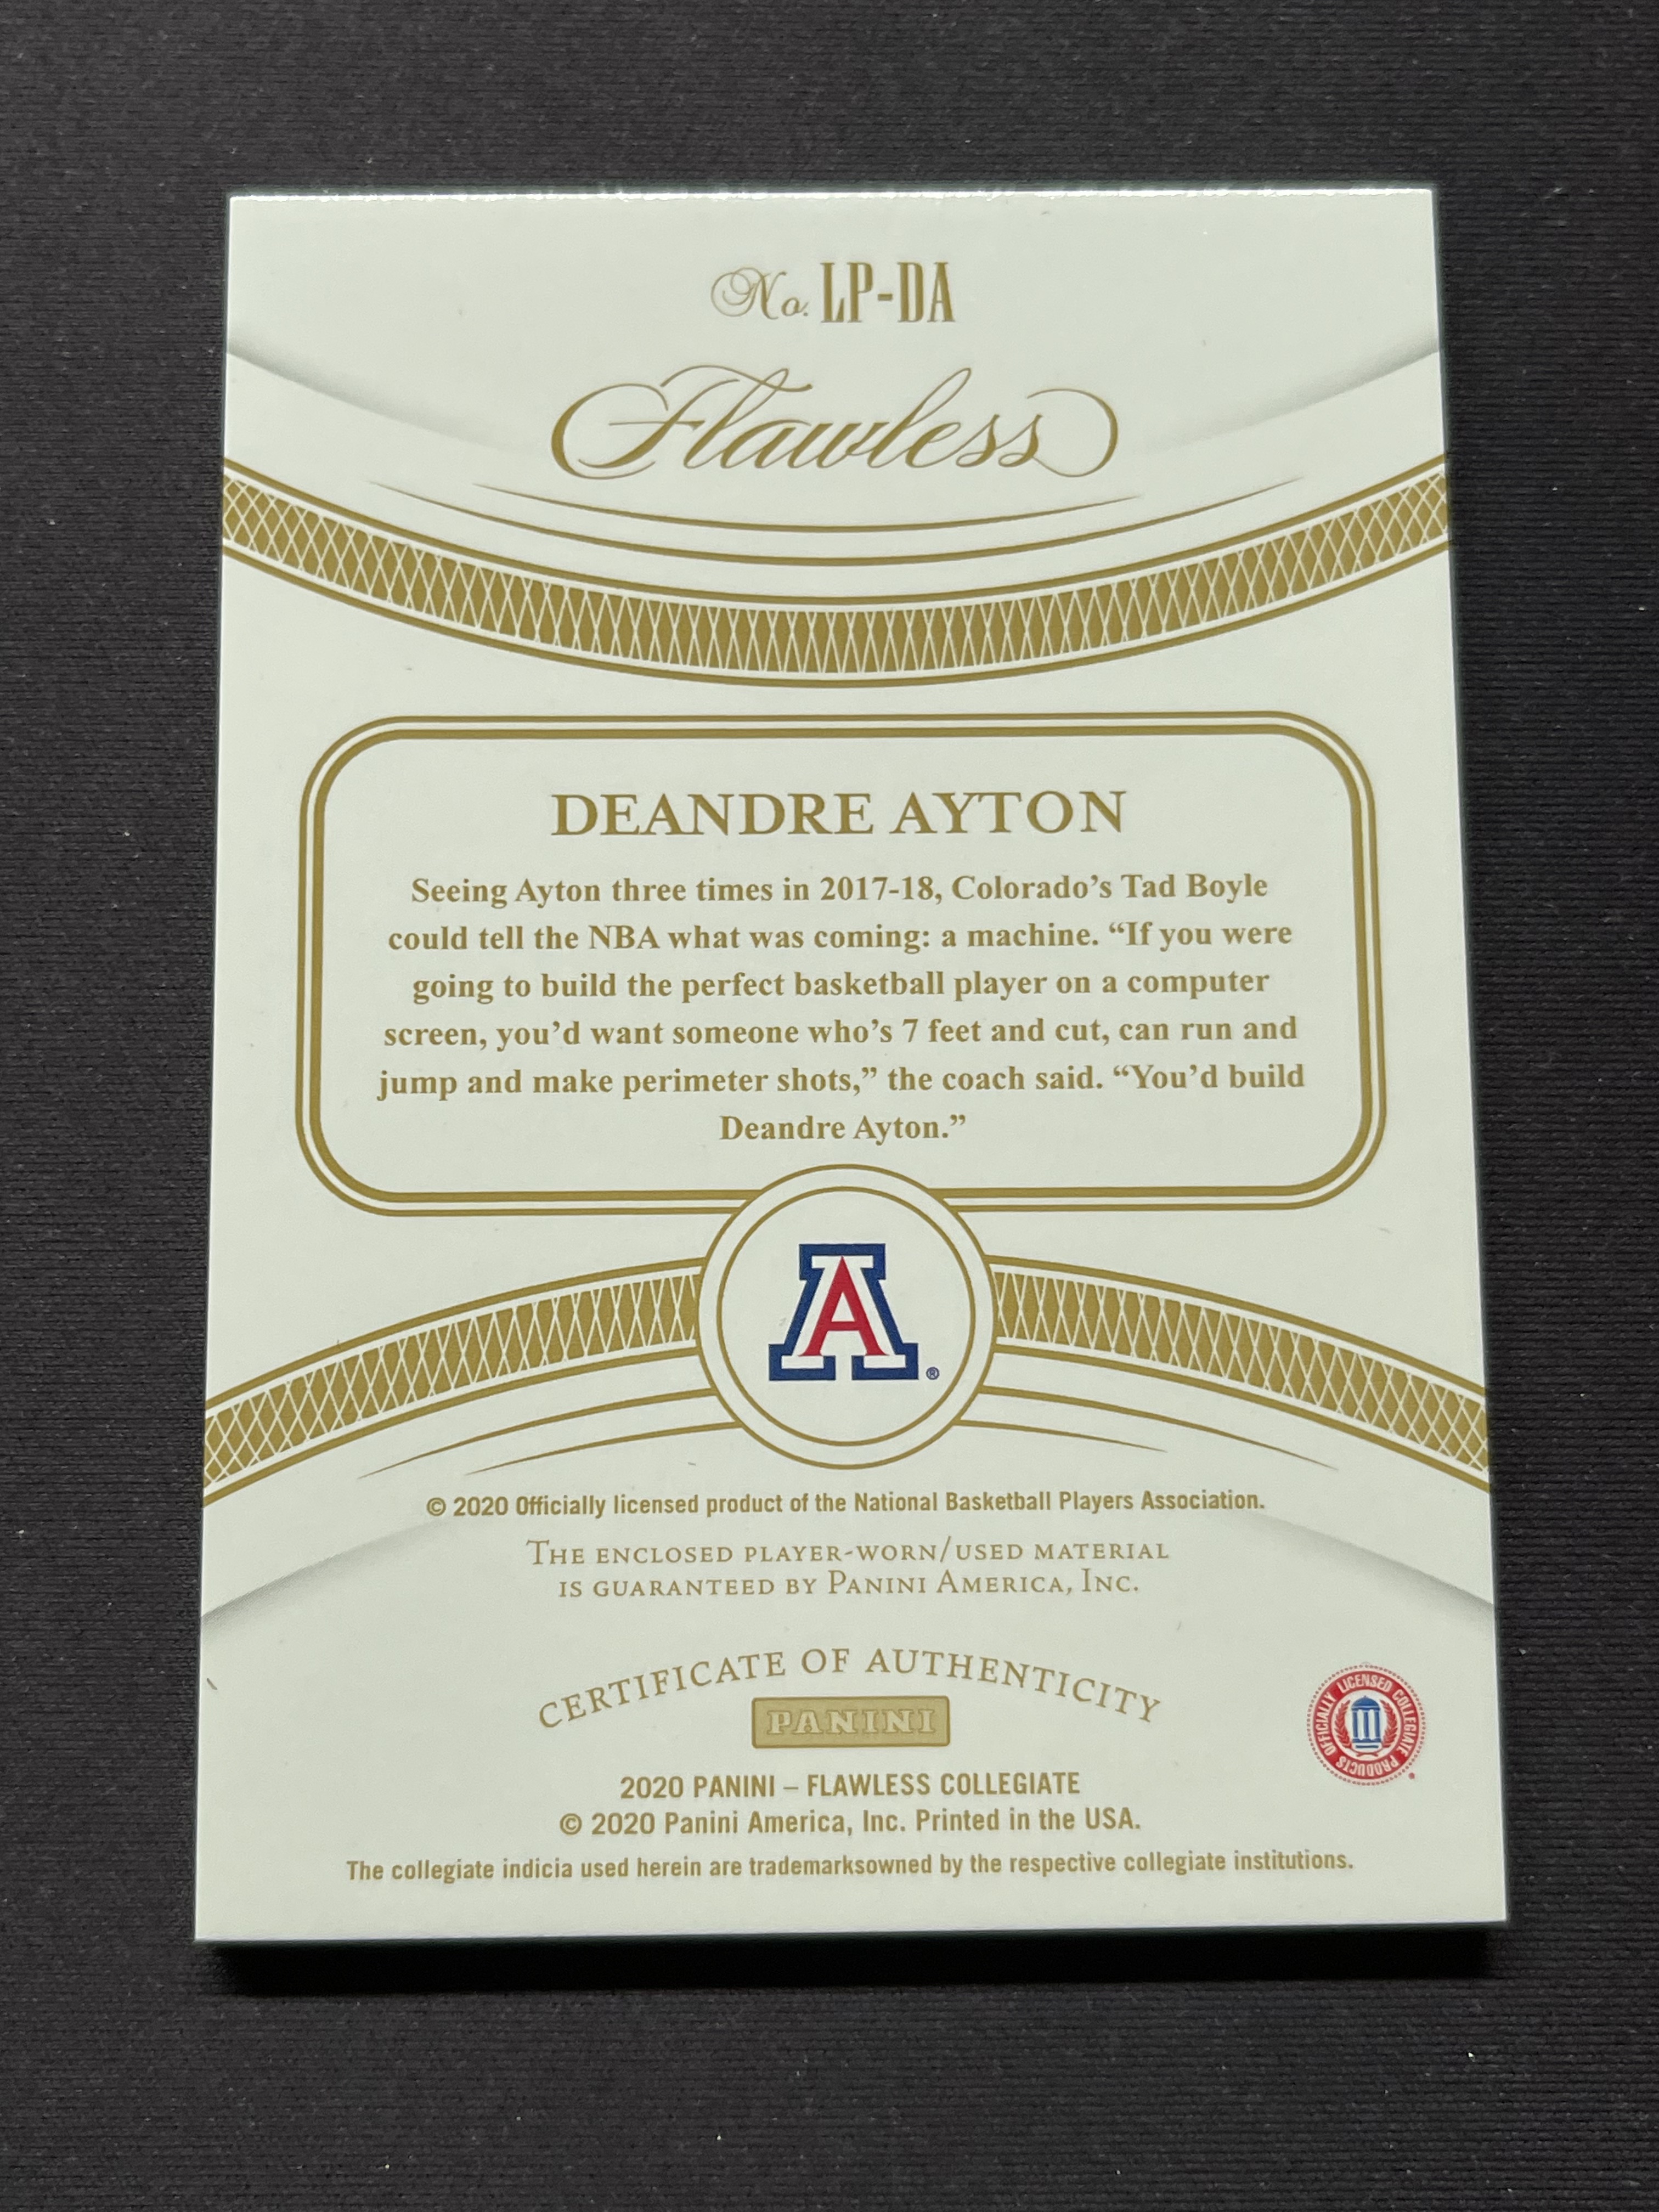 No. LP-DA
Flawless
DEANDRE AYTON
Seeing Ayton three times in 2017-18, Colorado’s Tad Boyle
could tell the NBA what was coming: a machine. “If you were
going to build the perfect basketball player on a computer
screen, you’d want someone who’s 7 feet and cut, can run and
jump and make perimeter shots,” the coach said. “You’d build
Deandre Ayton.”
A ®
© 2020 Officially licensed product of the National Basketball Players Association.
THE ENCLOSED PLAYER-WORN/USED MATERIAL
IS GUARANTEED BY PANINI AMERICA, INC.
CERTIFICATE OF AUTHENTICITY
PANINI
OFFICIALLY LICENSED COLLEGIATE PRODUCTS
2020 PANINI – FLAWLESS COLLEGIATE
© 2020 Panini America, Inc. Printed in the USA.
The collegiate indicia used herein are trademarksowned by the respective collegiate institutions.